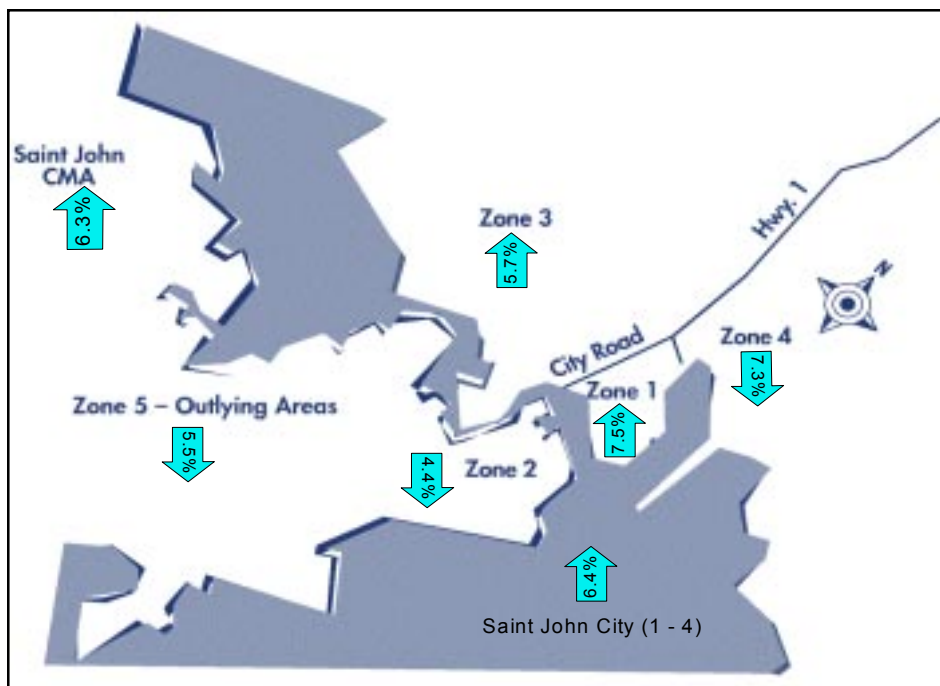 Saint John
CMA
6.3%
Zone 3
5.7%
Hwy. 1
N
City Road
Zone 4
7.3%
Zone 1
7.5%
Zone 5 – Outlying Areas
5.5%
4.4%
Zone 2
6.4%
Saint John City (1 - 4)